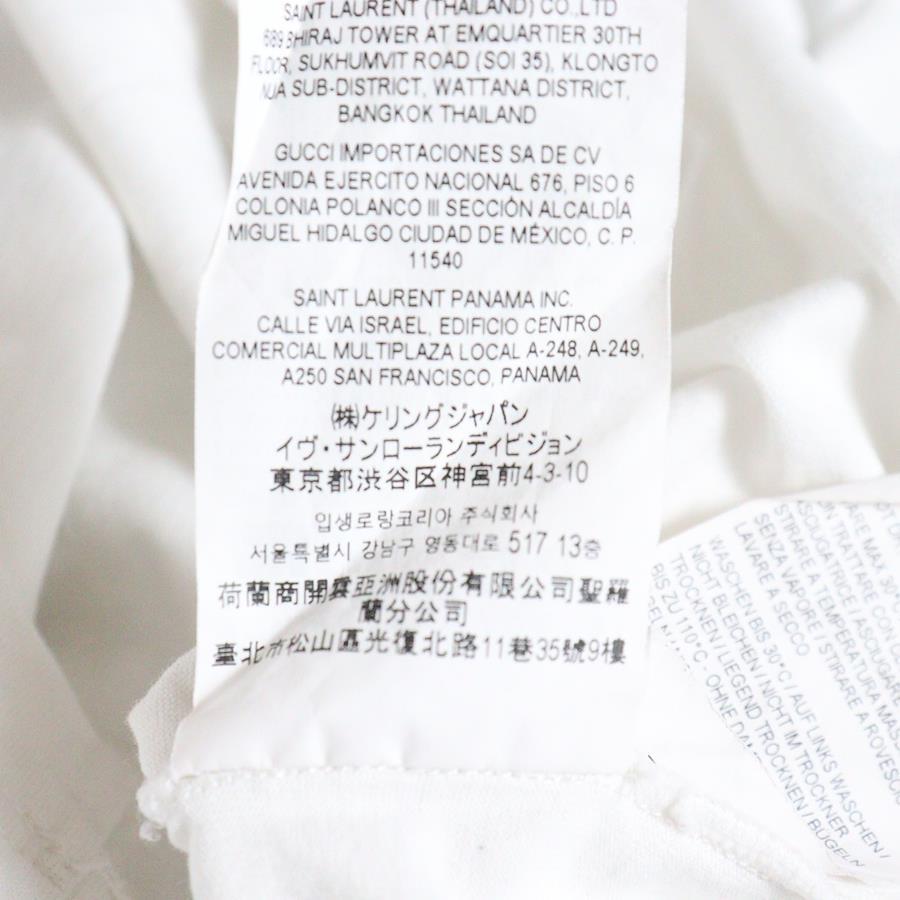 SAINT LAURENT (THAILAND) CO.,LTD
689 BHIRAJ TOWER AT EMQUARTIER 30TH
FLOOR, SUKHUMVIT ROAD (SOI 35), KLONGTO
NUA SUB-DISTRICT, WATTANA DISTRICT,
BANGKOK THAILAND
GUCCI IMPORTACIONES SA DE CV
AVENIDA EJERCITO NACIONAL 676, PISO 6
COLONIA POLANCO III SECCIÓN ALCALDÍA
MIGUEL HIDALGO CIUDAD DE MÉXICO, C. P.
11540
SAINT LAURENT PANAMA INC.
CALLE VIA ISRAEL, EDIFICIO CENTRO
COMERCIAL MULTIPLAZA LOCAL A-248, A-249,
A250 SAN FRANCISCO, PANAMA
(株)ケリングジャパン
イヴ・サンローランディビジョン
東京都渋谷区神宮前4-3-10
입생로랑코리아 주식회사
서울특별시 강남구 영동대로 517 13층
荷蘭商開雲亞洲股份有限公司聖羅
蘭分公司
臺北市松山區光復北路11巷35號9樓
MAX 30°
TRATTARE
ASCIUGARE
STIRARE A TEMPERATURA
SENZA VAPORE / STIRARE A ROVESCIO
LAVARE A SECCO
WASCHEN BIS 30°C / AUF LINKS WASCHEN /
NICHT BLEICHEN / LIEGEND TROCKNEN / NICHT IM TROCKNER
TROCKNEN / BÜGELN
BIS ZU 110°C - OHNE